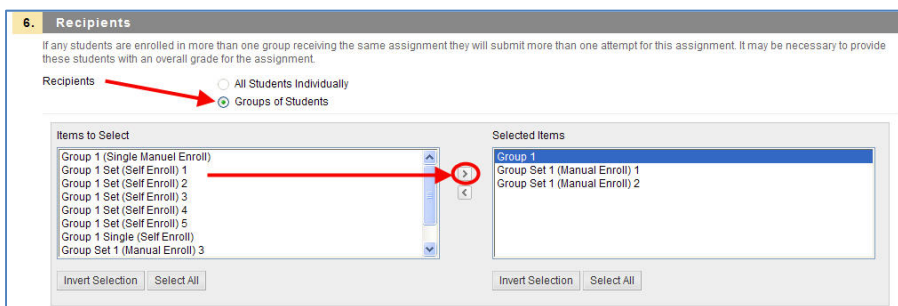 6. Recipients
If any students are enrolled in more than one group receiving the same assignment they will submit more than one attempt for this assignment. It may be necessary to provide
these students with an overall grade for the assignment.
Recipients
All Students Individually
Groups of Students
Items to Select
Group 1 (Single Manuel Enroll)
Group 1 Set (Self Enroll) 1
Group 1 Set (Self Enroll) 2
Group 1 Set (Self Enroll) 3
Group 1 Set (Self Enroll) 4
Group 1 Set (Self Enroll) 5
Group 1 Single (Self Enroll)
Group Set 1 (Manual Enroll) 3
Invert Selection Select All
>
<
Selected Items
Group 1
Group Set 1 (Manual Enroll) 1
Group Set 1 (Manual Enroll) 2
Invert Selection Select All